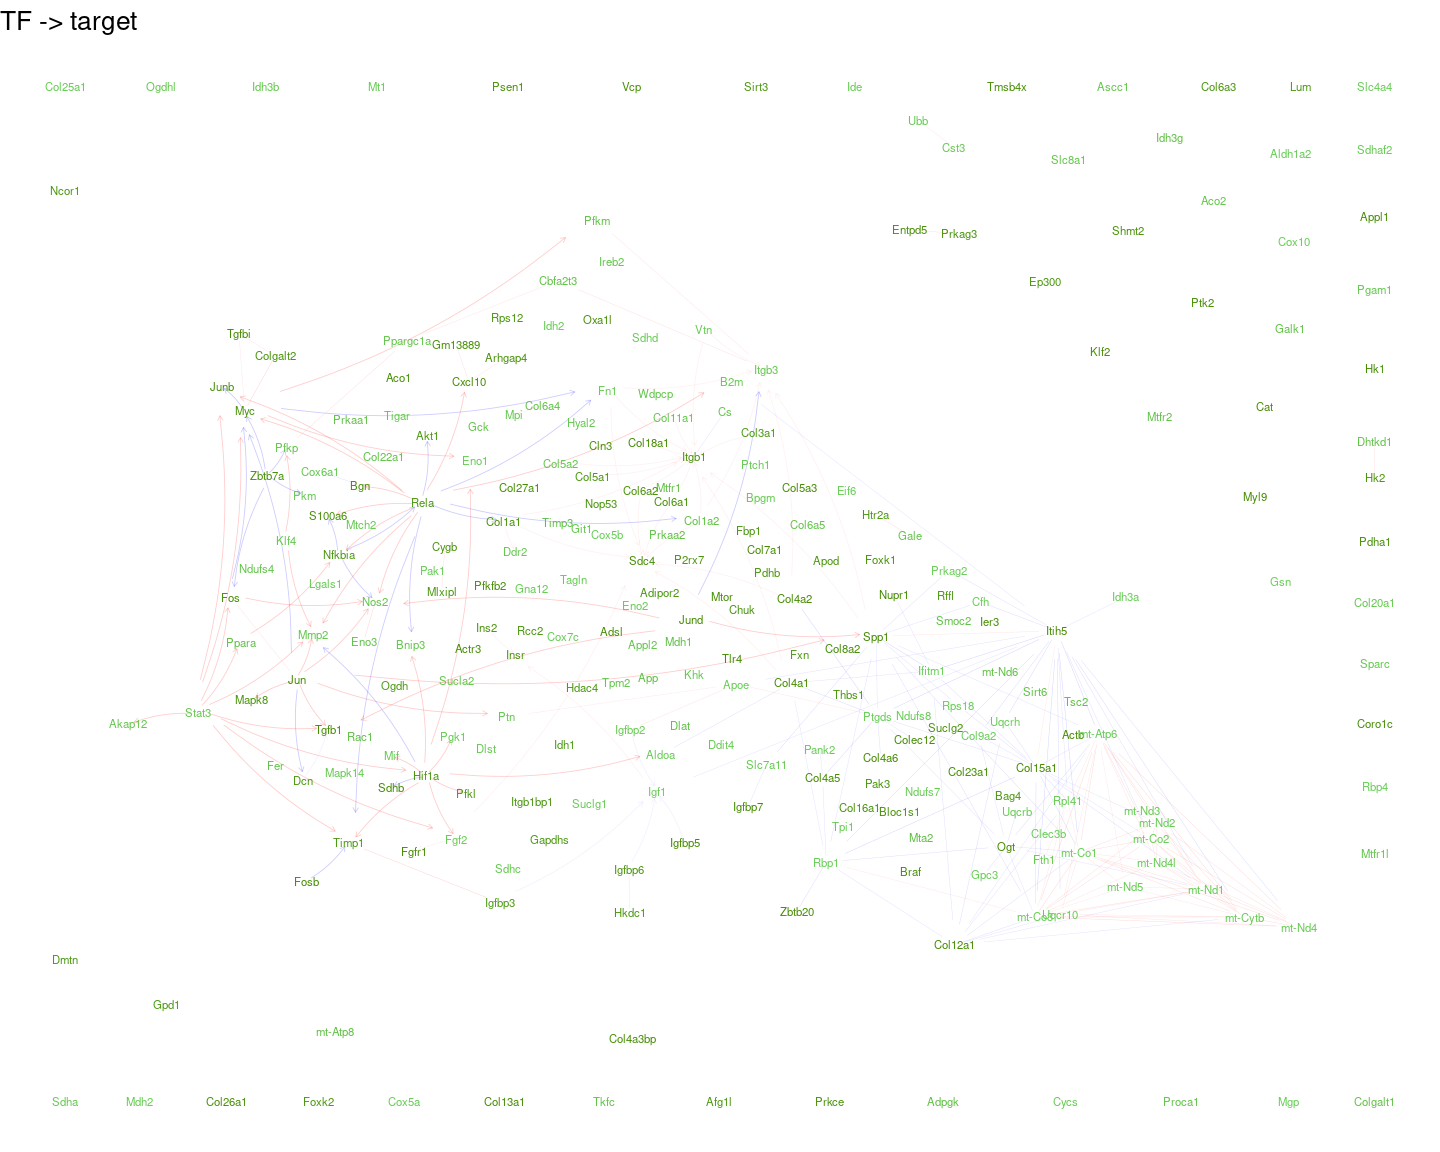 TF -> target
Col25a1 Ogdhl Idh3b Mt1 Psen1 Vcp Sirt3 Ide Tmsb4x Ascc1 Col6a3 Lum Slc4a4
Ubb
Idh3g
Cst3 Sdhaf2
Slc8a1 Aldh1a2
Ncor1
Aco2
Pfkm Appl1
Entpd5 Prkag3 Shmt2
Cox10
Ireb2
Cbfa2t3 Ep300
Pgam1
Ptk2
Rps12 Oxa1l
Tgfbi Idh2 Vtn Galk1
Ppargc1a Gm13889 Sdhd
Colgalt2 Arhgap4 Klf2
Itgb3 Hk1
Junb Aco1 Cxcl10 B2m
Fn1 Wdpcp
Myc Col6a4 Cs Cat
Prkaa1 Tigar Mpi Col11a1 Mtfr2
Gck Hyal2
Akt1 Col3a1
Pfkp Cln3 Col18a1 Dhtkd1
Col22a1 Eno1 Col5a2 Itgb1 Ptch1
Zbtb7a Cox6a1 Col5a1 Hk2
Pkm Bgn Col27a1 Col6a2 Mtfr1 Col5a3 Eif6
Rela Nop53 Col6a1 Bpgm Myl9
S100a6 Mtch2 Col1a1 Timp3 Git1 Col1a2 Htr2a
Cox5b Prkaa2 Fbp1 Col6a5 Gale
Klf4 Pdha1
Nfkbia Cygb Ddr2 Sdc4 P2rx7 Col7a1 Apod Foxk1
Ndufs4 Pak1 Pdhb Prkag2
Lgals1 Mlxipl Pfkfb2 Gna12 Tagln Gsn
Fos Nos2 Eno2 Adipor2 Mtor Col4a2 Nupr1 Rffl Cfh Idh3a Col20a1
Chuk
Jund Smoc2 Ier3
Ppara Mmp2 Eno3 Bnip3 Ins2 Rcc2 Cox7c Adsl Spp1 Itih5
Actr3 Insr Appl2 Mdh1 Col8a2
Tlr4 Fxn Sparc
Jun Ogdh Sucla2 Hdac4 Tpm2 App Khk Apoe Col4a1 Ifitm1 mt-Nd6
Mapk8 Thbs1 Sirt6 Tsc2
Stat3 Ptn Ptgds Ndufs8 Rps18
Akap12 Tgfb1 Rac1 Pgk1 Igfbp2 Dlat Suclg2 Uqcrh Coro1c
Dlst Idh1 Ddit4 Colec12 Col9a2 Actb mt-Atp6
Fer Mif Aldoa Slc7a11 Pank2 Col4a6
Dcn Mapk14 Hif1a Col4a5 Col23a1 Col15a1
Sdhb Pfkl Igf1 Pak3 Ndufs7 Bag4 Rbp4
Itgb1bp1 Suclg1 Igfbp7 Col16a1 Bloc1s1 Uqcrb Rpl41 mt-Nd3
Tpi1 mt-Nd2
Timp1 Fgf2 Gapdhs Igfbp5 Mta2 Clec3b mt-Co2
Fgfr1 Ogt mt-Co1 Mtfr1l
Sdhc Igfbp6 Rbp1 Braf Fth1 mt-Nd4l
Fosb Gpc3 mt-Nd5 mt-Nd1
Igfbp3 Hkdc1 Zbtb20 Uqcr10 mt-Cytb
mt-Nd4
Col12a1
Dmtn
Gpd1
mt-Atp8 Col4a3bp
Sdha Mdh2 Col26a1 Foxk2 Cox5a Col13a1 Tkfc Afg1l Prkce Adpgk Cycs Proca1 Mgp Colgalt1